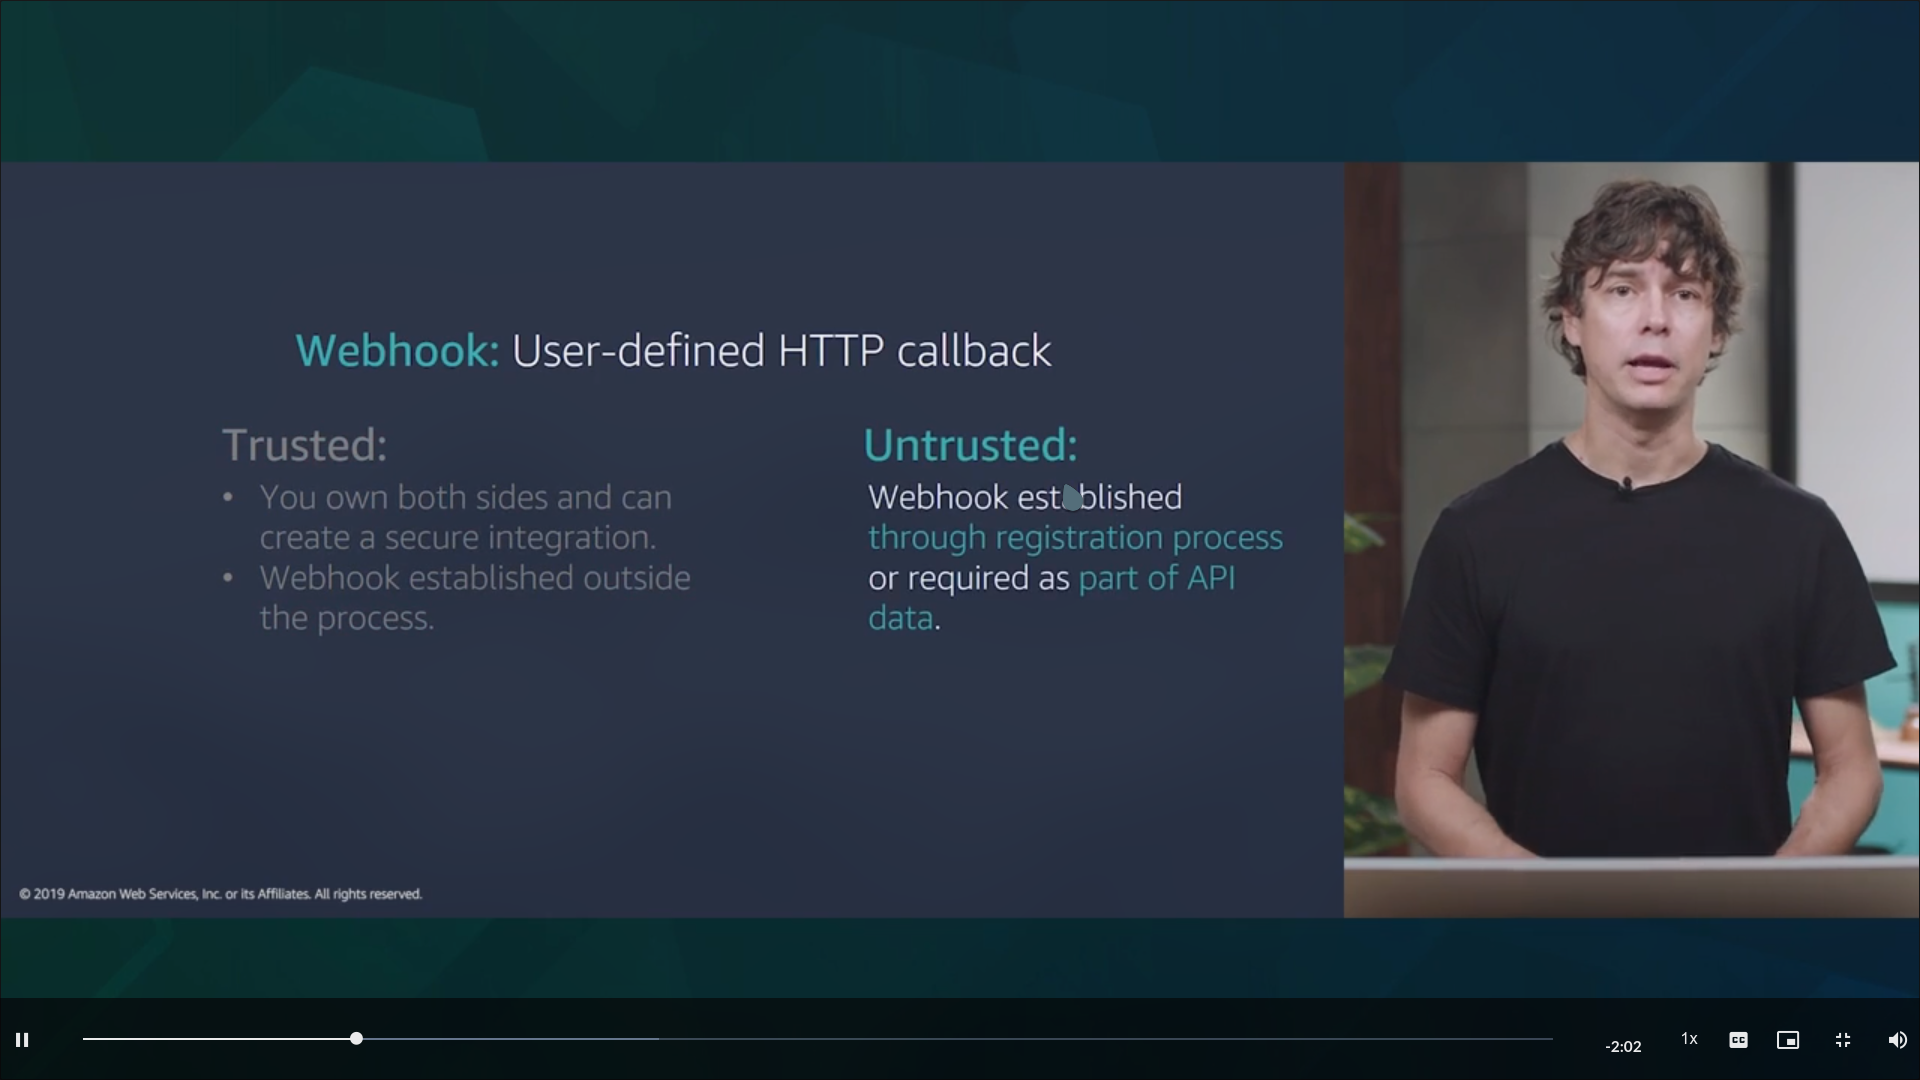 Webhook: User-defined HTTP callback
Trusted:
• You own both sides and can
create a secure integration.
• Webhook established outside
the process.
Untrusted:
Webhook established
through registration process
or required as part of API
data.
© 2019 Amazon Web Services, Inc. or its Affiliates. All rights reserved.
-2:02
1x
CC